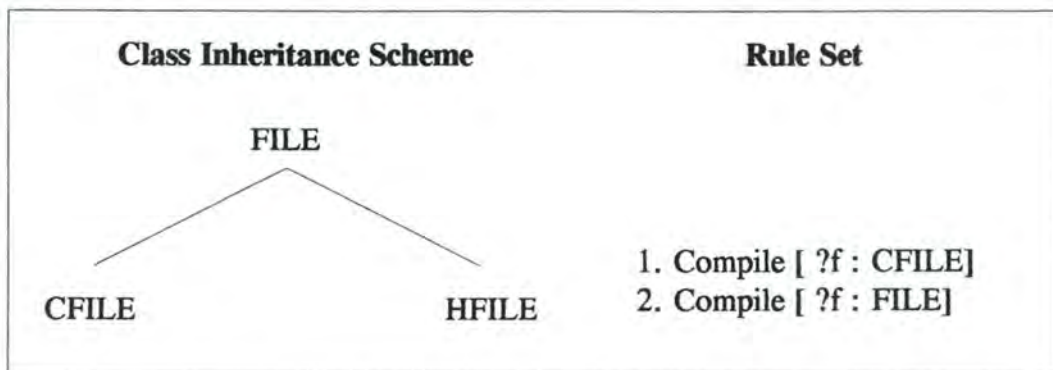 Class Inheritance Scheme
Rule Set
FILE
CFILE
HFILE
1. Compile [ ?f : CFILE]
2. Compile [ ?f : FILE]